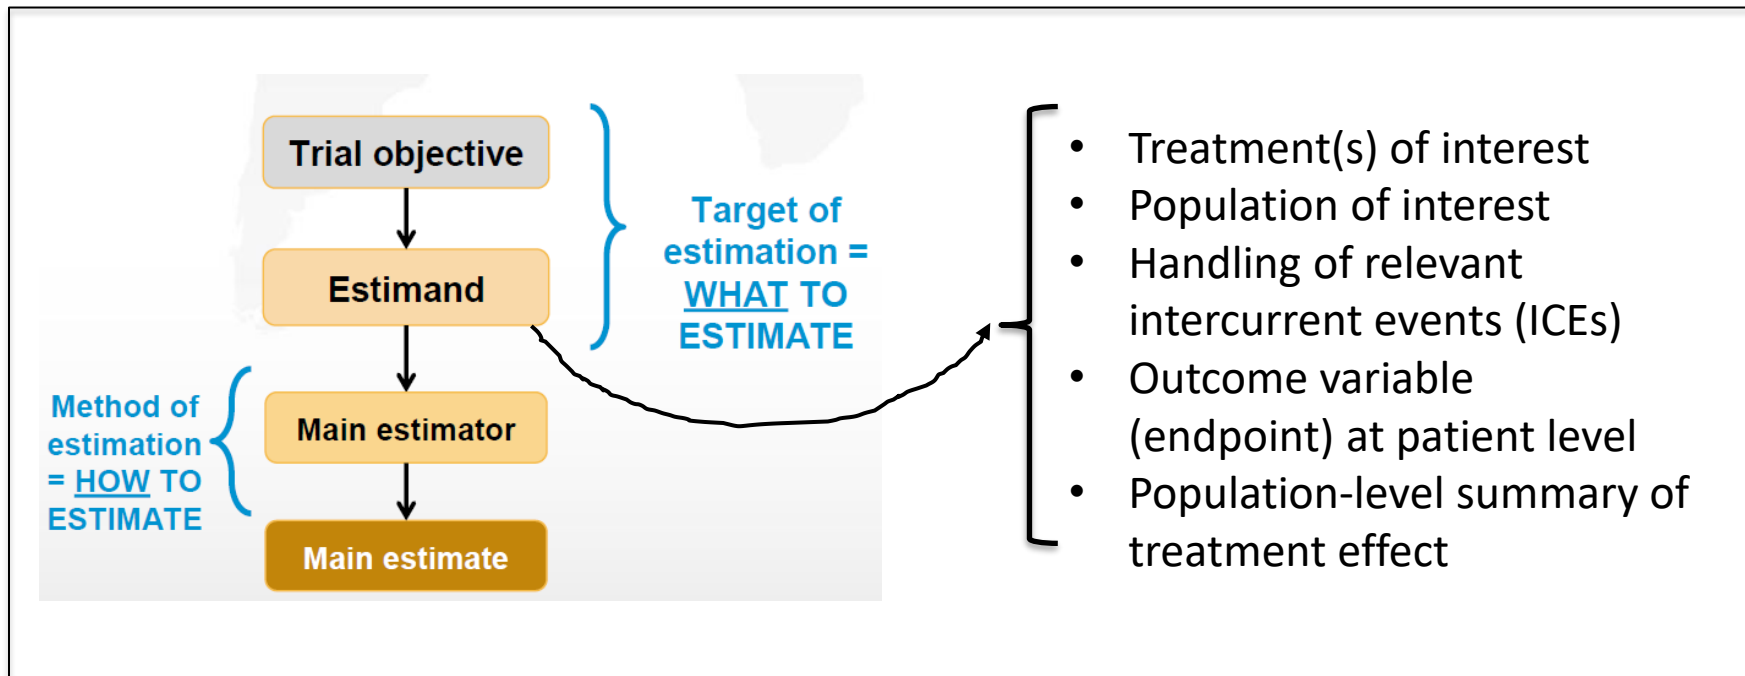 Trial objective
Estimand
Main estimator
Main estimate
Target of
estimation =
WHAT TO
ESTIMATE
Method of
estimation
= HOW TO
ESTIMATE
• Treatment(s) of interest
• Population of interest
• Handling of relevant
intercurrent events (ICEs)
• Outcome variable
(endpoint) at patient level
• Population-level summary of
treatment effect